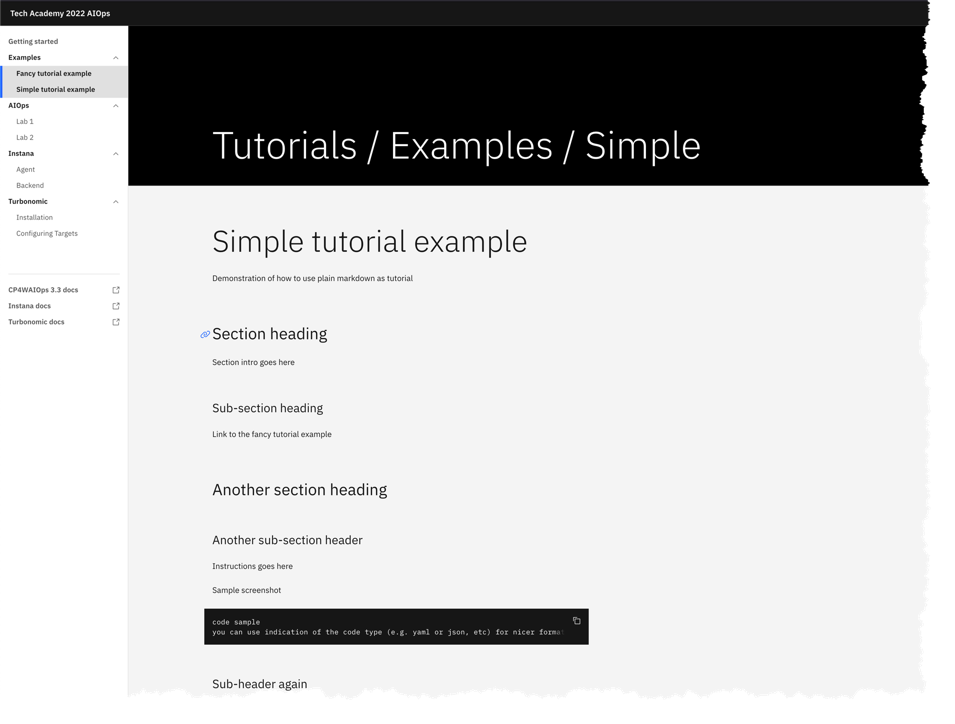 Tech Academy 2022 AIOps
Getting started
Examples
Fancy tutorial example
Simple tutorial example
AIOps
Lab 1
Lab 2
Instana
Agent
Backend
Turbonomic
Installation
Configuring Targets
CP4WAIOps 3.3 docs
Instana docs
Turbonomic docs
Tutorials / Examples / Simple
Simple tutorial example
Demonstration of how to use plain markdown as tutorial
Section heading
Section intro goes here
Sub-section heading
Link to the fancy tutorial example
Another section heading
Another sub-section header
Instructions goes here
Sample screenshot
code sample
you can use indication of the code type (e.g. yaml or json, etc) for nicer forma
Sub-header again